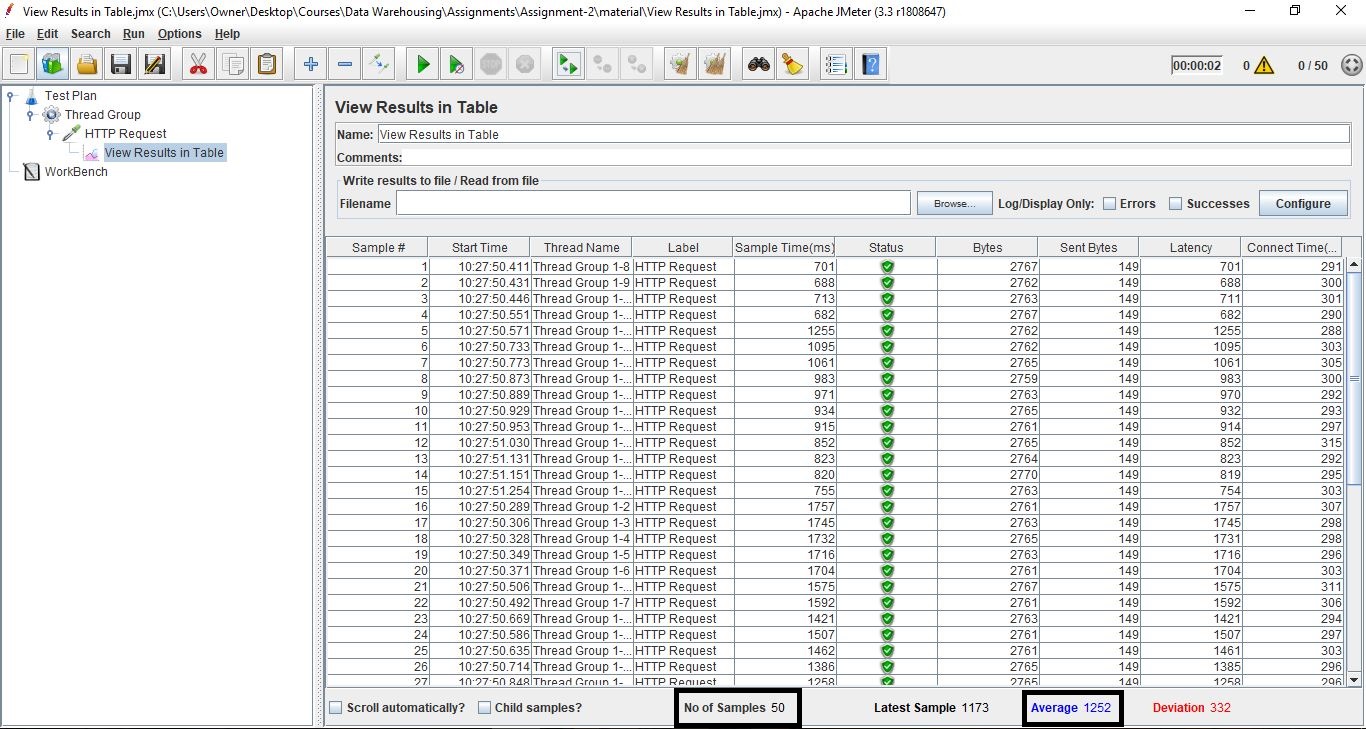 View Results in Table.jmx (C:\Users\Owner\Desktop\Courses\Data Warehousing\Assignments\Assignment-2\material\View Results in Table.jmx) - Apache JMeter (3.3 r1808647)
File Edit Search Run Options Help
00:00:02 0 0 / 50
Test Plan
Thread Group
HTTP Request
View Results in Table
WorkBench
View Results in Table
Name: View Results in Table
Comments:
Write results to file / Read from file
Filename Browse... Log/Display Only: Errors Successes Configure
Sample # Start Time Thread Name Label Sample Time(ms) Status Bytes Sent Bytes Latency Connect Time(...
1 10:27:50.411 Thread Group 1-8 HTTP Request 701 2767 149 701 291
2 10:27:50.431 Thread Group 1-9 HTTP Request 688 2762 149 688 300
3 10:27:50.446 Thread Group 1-... HTTP Request 713 2763 149 711 301
4 10:27:50.551 Thread Group 1-... HTTP Request 682 2767 149 682 290
5 10:27:50.571 Thread Group 1-... HTTP Request 1255 2762 149 1255 288
6 10:27:50.733 Thread Group 1-... HTTP Request 1095 2762 149 1095 303
7 10:27:50.773 Thread Group 1-... HTTP Request 1061 2765 149 1061 305
8 10:27:50.873 Thread Group 1-... HTTP Request 983 2759 149 983 300
9 10:27:50.889 Thread Group 1-... HTTP Request 971 2763 149 970 292
10 10:27:50.929 Thread Group 1-... HTTP Request 934 2765 149 932 293
11 10:27:50.953 Thread Group 1-... HTTP Request 915 2761 149 914 297
12 10:27:51.030 Thread Group 1-... HTTP Request 852 2765 149 852 315
13 10:27:51.131 Thread Group 1-... HTTP Request 823 2764 149 823 292
14 10:27:51.151 Thread Group 1-... HTTP Request 820 2770 149 819 295
15 10:27:51.254 Thread Group 1-... HTTP Request 755 2763 149 754 303
16 10:27:50.289 Thread Group 1-2 HTTP Request 1757 2761 149 1757 307
17 10:27:50.306 Thread Group 1-3 HTTP Request 1745 2763 149 1745 298
18 10:27:50.328 Thread Group 1-4 HTTP Request 1732 2765 149 1731 298
19 10:27:50.349 Thread Group 1-5 HTTP Request 1716 2763 149 1716 296
20 10:27:50.371 Thread Group 1-6 HTTP Request 1704 2761 149 1704 303
21 10:27:50.506 Thread Group 1-... HTTP Request 1575 2767 149 1575 311
22 10:27:50.492 Thread Group 1-7 HTTP Request 1592 2761 149 1592 306
23 10:27:50.669 Thread Group 1-... HTTP Request 1421 2763 149 1421 294
24 10:27:50.586 Thread Group 1-... HTTP Request 1507 2761 149 1507 297
25 10:27:50.635 Thread Group 1-... HTTP Request 1462 2761 149 1461 303
26 10:27:50.714 Thread Group 1-... HTTP Request 1386 2765 149 1385 296
27 10:27:50.848 Thread Group 1-... HTTP Request 1258 2765 149 1258 296
Scroll automatically? Child samples? No of Samples 50 Latest Sample 1173 Average 1252 Deviation 332